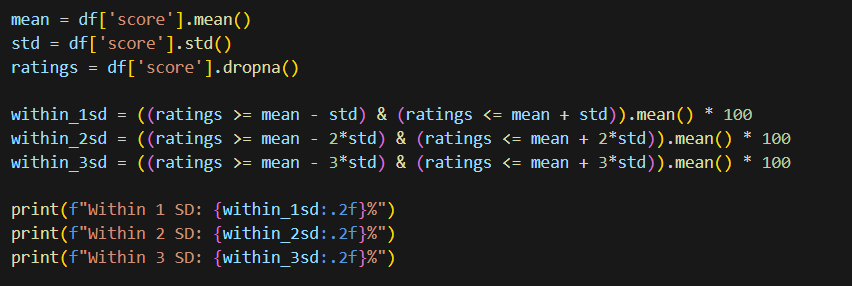 mean = df['score'].mean()
std = df['score'].std()
ratings = df['score'].dropna()
within_1sd = ((ratings >= mean - std) & (ratings <= mean + std)).mean() * 100
within_2sd = ((ratings >= mean - 2*std) & (ratings <= mean + 2*std)).mean() * 100
within_3sd = ((ratings >= mean - 3*std) & (ratings <= mean + 3*std)).mean() * 100
print(f"Within 1 SD: {within_1sd:.2f}%")
print(f"Within 2 SD: {within_2sd:.2f}%")
print(f"Within 3 SD: {within_3sd:.2f}%")